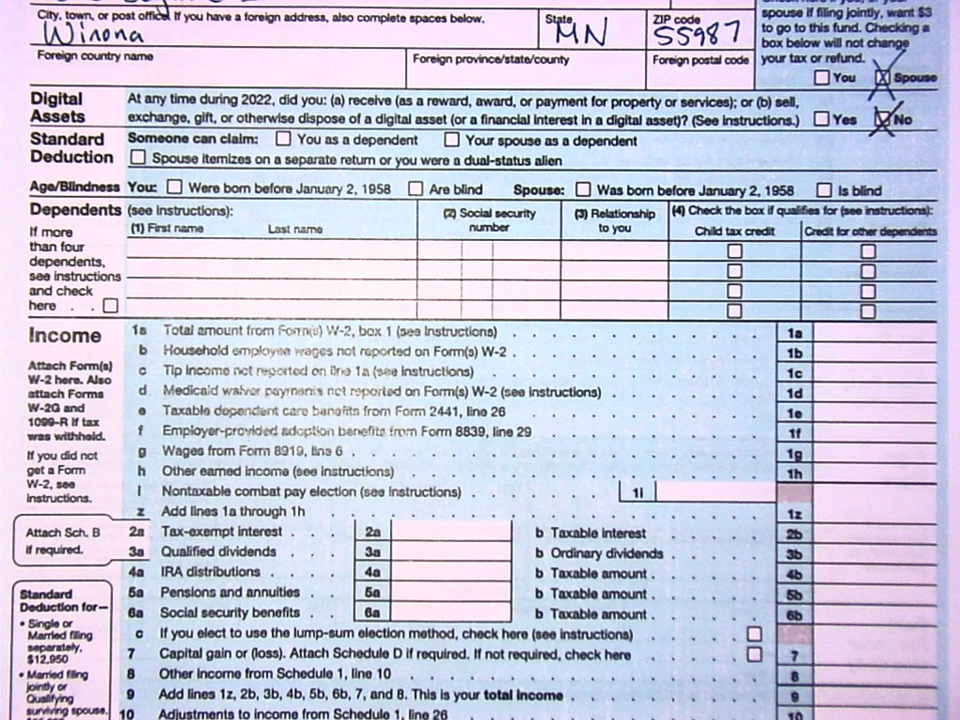 spouse if filing jointly, want $3
to go to this fund. Checking a
box below will not change
your tax or refund.
You Spouse
City, town, or post office. If you have a foreign address, also complete spaces below.
Winona
State
MN
ZIP code
55987
Foreign country name
Foreign province/state/county
Foreign postal code
Digital
Assets
At any time during 2022, did you: (a) receive (as a reward, award, or payment for property or services); or (b) sell,
exchange, gift, or otherwise dispose of a digital asset (or a financial interest in a digital asset)? (See instructions.) Yes No
Standard
Deduction
Someone can claim: You as a dependent Your spouse as a dependent
Spouse itemizes on a separate return or you were a dual-status alien
Age/Blindness You: Were born before January 2, 1958 Are blind Spouse: Was born before January 2, 1958 Is blind
Dependents (see instructions):
(1) First name Last name
(2) Social security
number
(3) Relationship
to you
(4) Check the box if qualifies for (see instructions):
Child tax credit Credit for other dependents
If more
than four
dependents,
see instructions
and check
here . .
Income
Attach Form(s)
W-2 here. Also
attach Forms
W-2G and
1099-R if tax
was withheld.
If you did not
get a Form
W-2, see
instructions.
1a Total amount from Form(s) W-2, box 1 (see instructions) 1a
b Household employee wages not reported on Form(s) W-2 1b
c Tip income not reported on line 1a (see instructions) 1c
d Medicaid waiver payments not reported on Form(s) W-2 (see instructions) 1d
e Taxable dependent care benefits from Form 2441, line 26 1e
f Employer-provided adoption benefits from Form 8839, line 29 1f
g Wages from Form 8919, line 6 1g
h Other earned income (see instructions) 1h
i Nontaxable combat pay election (see instructions) 1i
z Add lines 1a through 1h 1z
Attach Sch. B
if required.
2a Tax-exempt interest 2a b Taxable interest 2b
3a Qualified dividends 3a b Ordinary dividends 3b
4a IRA distributions 4a b Taxable amount 4b
5a Pensions and annuities 5a b Taxable amount 5b
6a Social security benefits 6a b Taxable amount 6b
c If you elect to use the lump-sum election method, check here (see instructions)
7 Capital gain or (loss). Attach Schedule D if required. If not required, check here 7
8 Other income from Schedule 1, line 10 8
9 Add lines 1z, 2b, 3b, 4b, 5b, 6b, 7, and 8. This is your total income 9
10 Adjustments to income from Schedule 1, line 26 10
Standard
Deduction for—
• Single or
Married filing
separately,
$12,950
• Married filing
jointly or
Qualifying
surviving spouse,